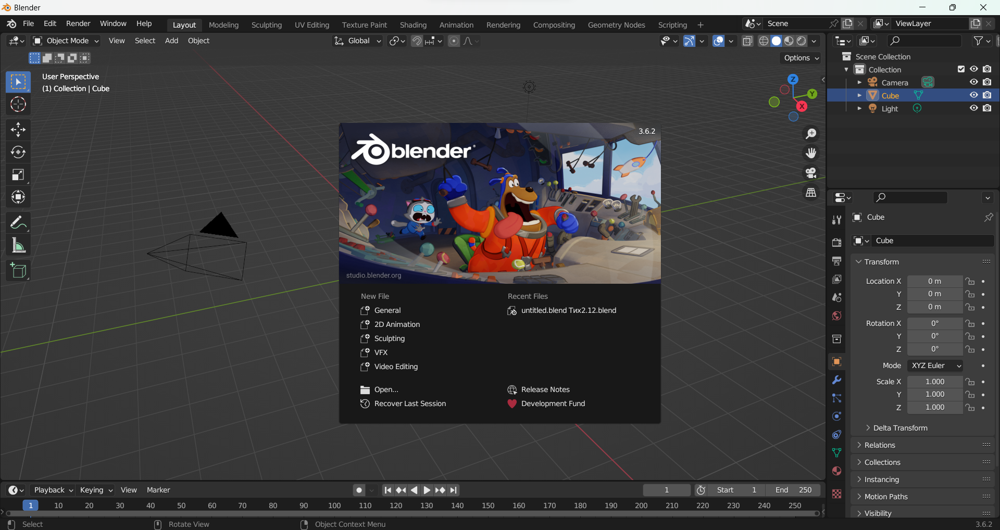 Blender
File Edit Render Window Help Layout Modeling Sculpting UV Editing Texture Paint Shading Animation Rendering Compositing Geometry Nodes Scripting + Scene ViewLayer
Object Mode View Select Add Object Global
Options
User Perspective
(1) Collection | Cube
Z
Y
X
Scene Collection
Collection
Camera
Cube
Light
3.6.2
blender
studio.blender.org
New File
General
2D Animation
Sculpting
VFX
Video Editing
Open...
Recover Last Session
Recent Files
untitled.blend Тих2.12.blend
Release Notes
Development Fund
Cube
Cube
Transform
Location X 0 m
Y 0 m
Z 0 m
Rotation X 0°
Y 0°
Z 0°
Mode XYZ Euler
Scale X 1.000
Y 1.000
Z 1.000
Delta Transform
Relations
Collections
Instancing
Motion Paths
Visibility
Playback Keying View Marker 1 Start 1 End 250
1 10 20 30 40 50 60 70 80 90 100 110 120 130 140 150 160 170 180 190 200 210 220 230 240 250
Select Rotate View Object Context Menu 3.6.2